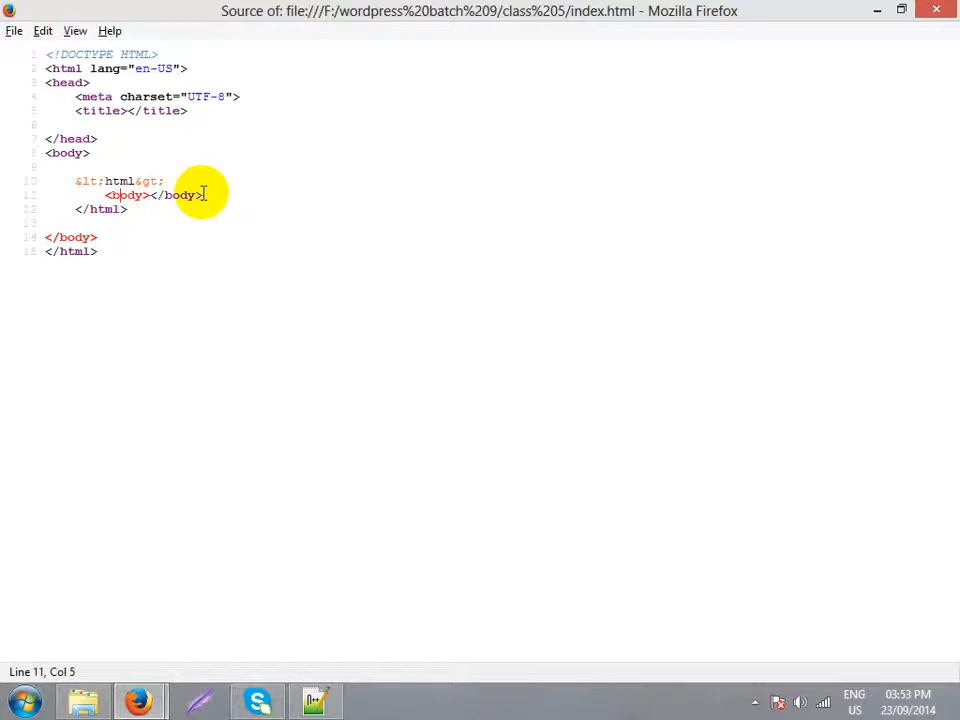 Source of: file:///F:/wordpress%20batch%209/class%205/index.html - Mozilla Firefox
File Edit View Help
1 <!DOCTYPE HTML>
2 <html lang="en-US">
3 <head>
4 <meta charset="UTF-8">
5 <title></title>
6
7 </head>
8 <body>
9
10 &lt;html&gt;
11 <body></body>
12 </html>
13
14 </body>
15 </html>
Line 11, Col 5
N++
ENG 03:53 PM
US 23/09/2014